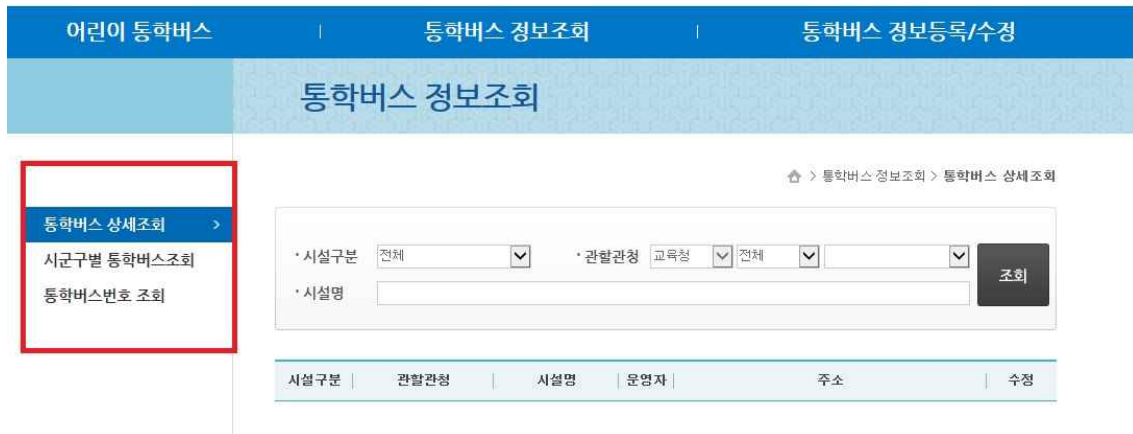 어린이 통학버스 | 통학버스 정보조회 | 통학버스 정보등록/수정
통학버스 정보조회
> 통학버스 정보조회 > 통학버스 상세조회
통학버스 상세조회 >
시군구별 통학버스조회
통학버스번호 조회
· 시설구분 전체 · 관할관청 교육청 전체
· 시설명
조회
시설구분 | 관할관청 | 시설명 | 운영자 | 주소 | 수정